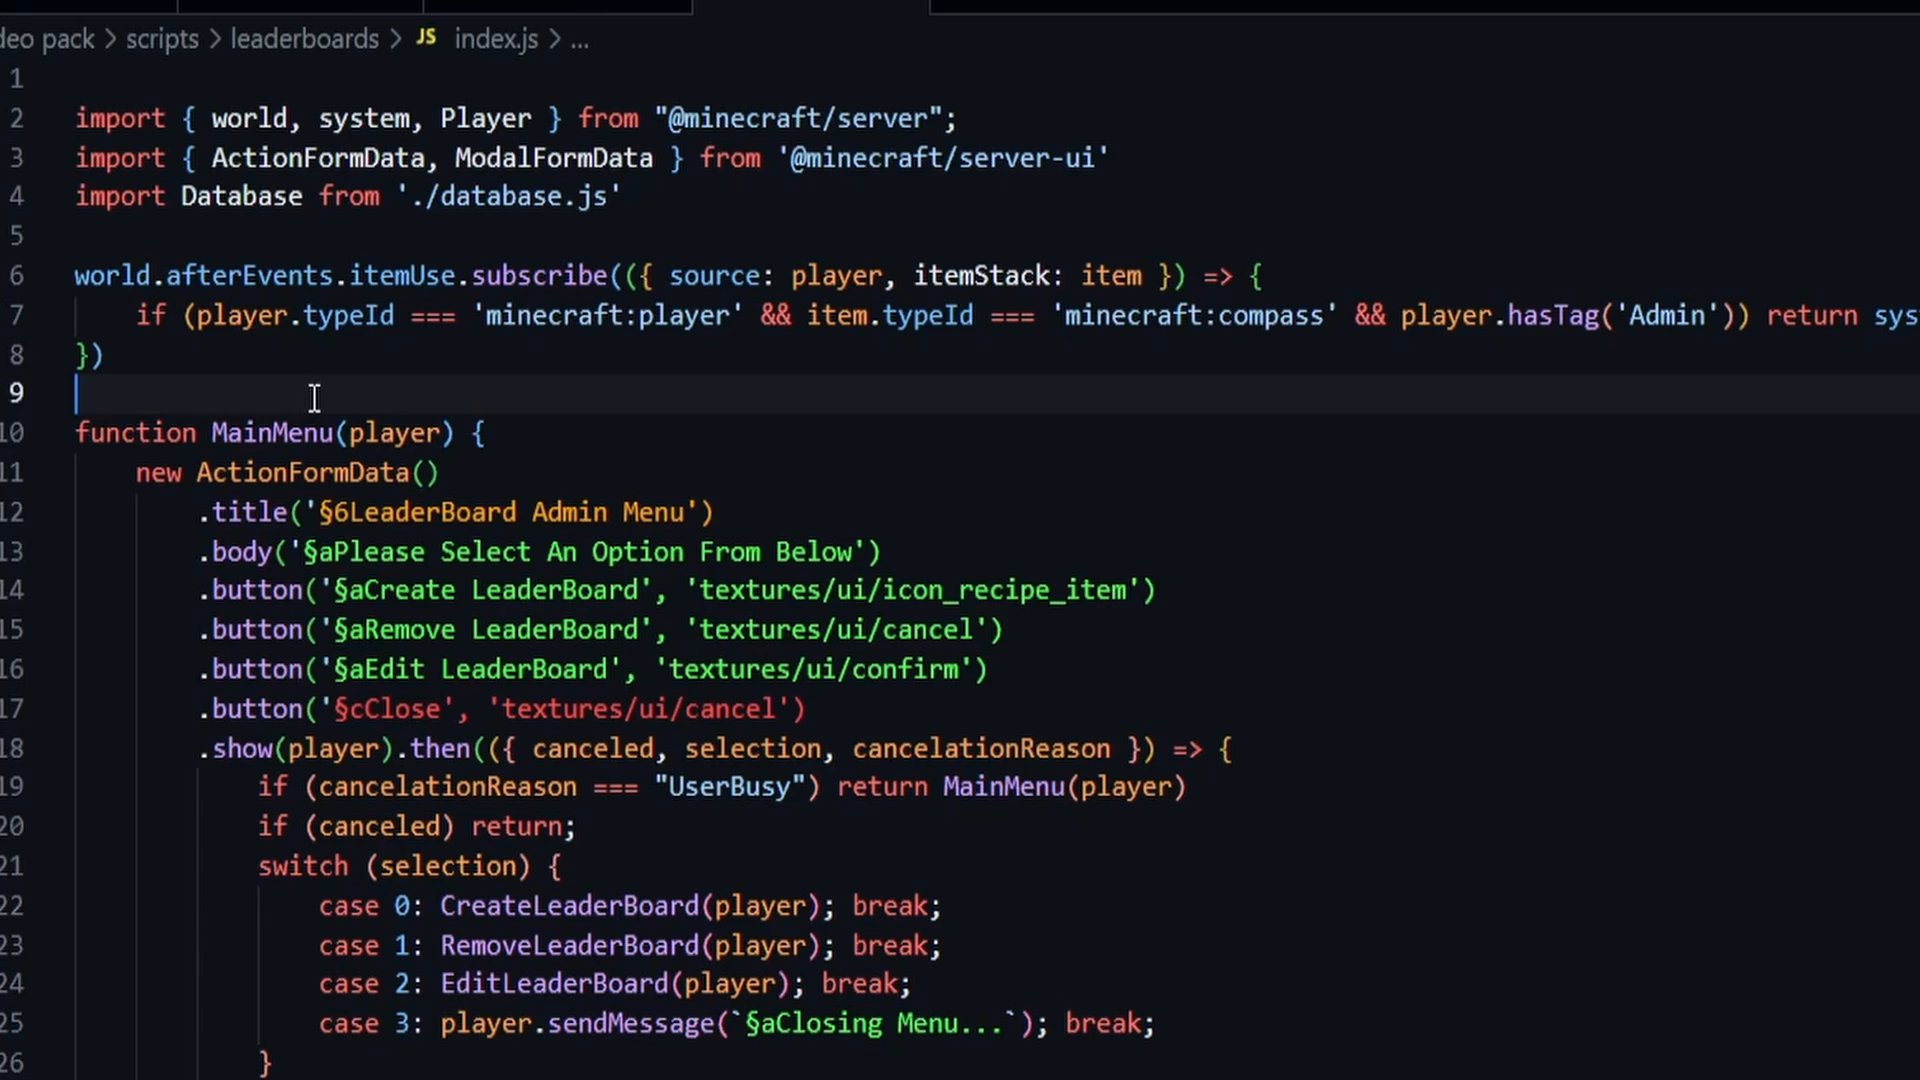 deo pack > scripts > leaderboards > JS index.js > ...
1
2 import { world, system, Player } from "@minecraft/server";
3 import { ActionFormData, ModalFormData } from '@minecraft/server-ui'
4 import Database from './database.js'
5
6 world.afterEvents.itemUse.subscribe(({ source: player, itemStack: item }) => {
7 if (player.typeId === 'minecraft:player' && item.typeId === 'minecraft:compass' && player.hasTag('Admin')) return sys
8 })
9
10 function MainMenu(player) {
11 new ActionFormData()
12 .title('§6LeaderBoard Admin Menu')
13 .body('§aPlease Select An Option From Below')
14 .button('§aCreate LeaderBoard', 'textures/ui/icon_recipe_item')
15 .button('§aRemove LeaderBoard', 'textures/ui/cancel')
16 .button('§aEdit LeaderBoard', 'textures/ui/confirm')
17 .button('§cClose', 'textures/ui/cancel')
18 .show(player).then(({ canceled, selection, cancelationReason }) => {
19 if (cancelationReason === "UserBusy") return MainMenu(player)
20 if (canceled) return;
21 switch (selection) {
22 case 0: CreateLeaderBoard(player); break;
23 case 1: RemoveLeaderBoard(player); break;
24 case 2: EditLeaderBoard(player); break;
25 case 3: player.sendMessage(`§aClosing Menu...`); break;
26 }